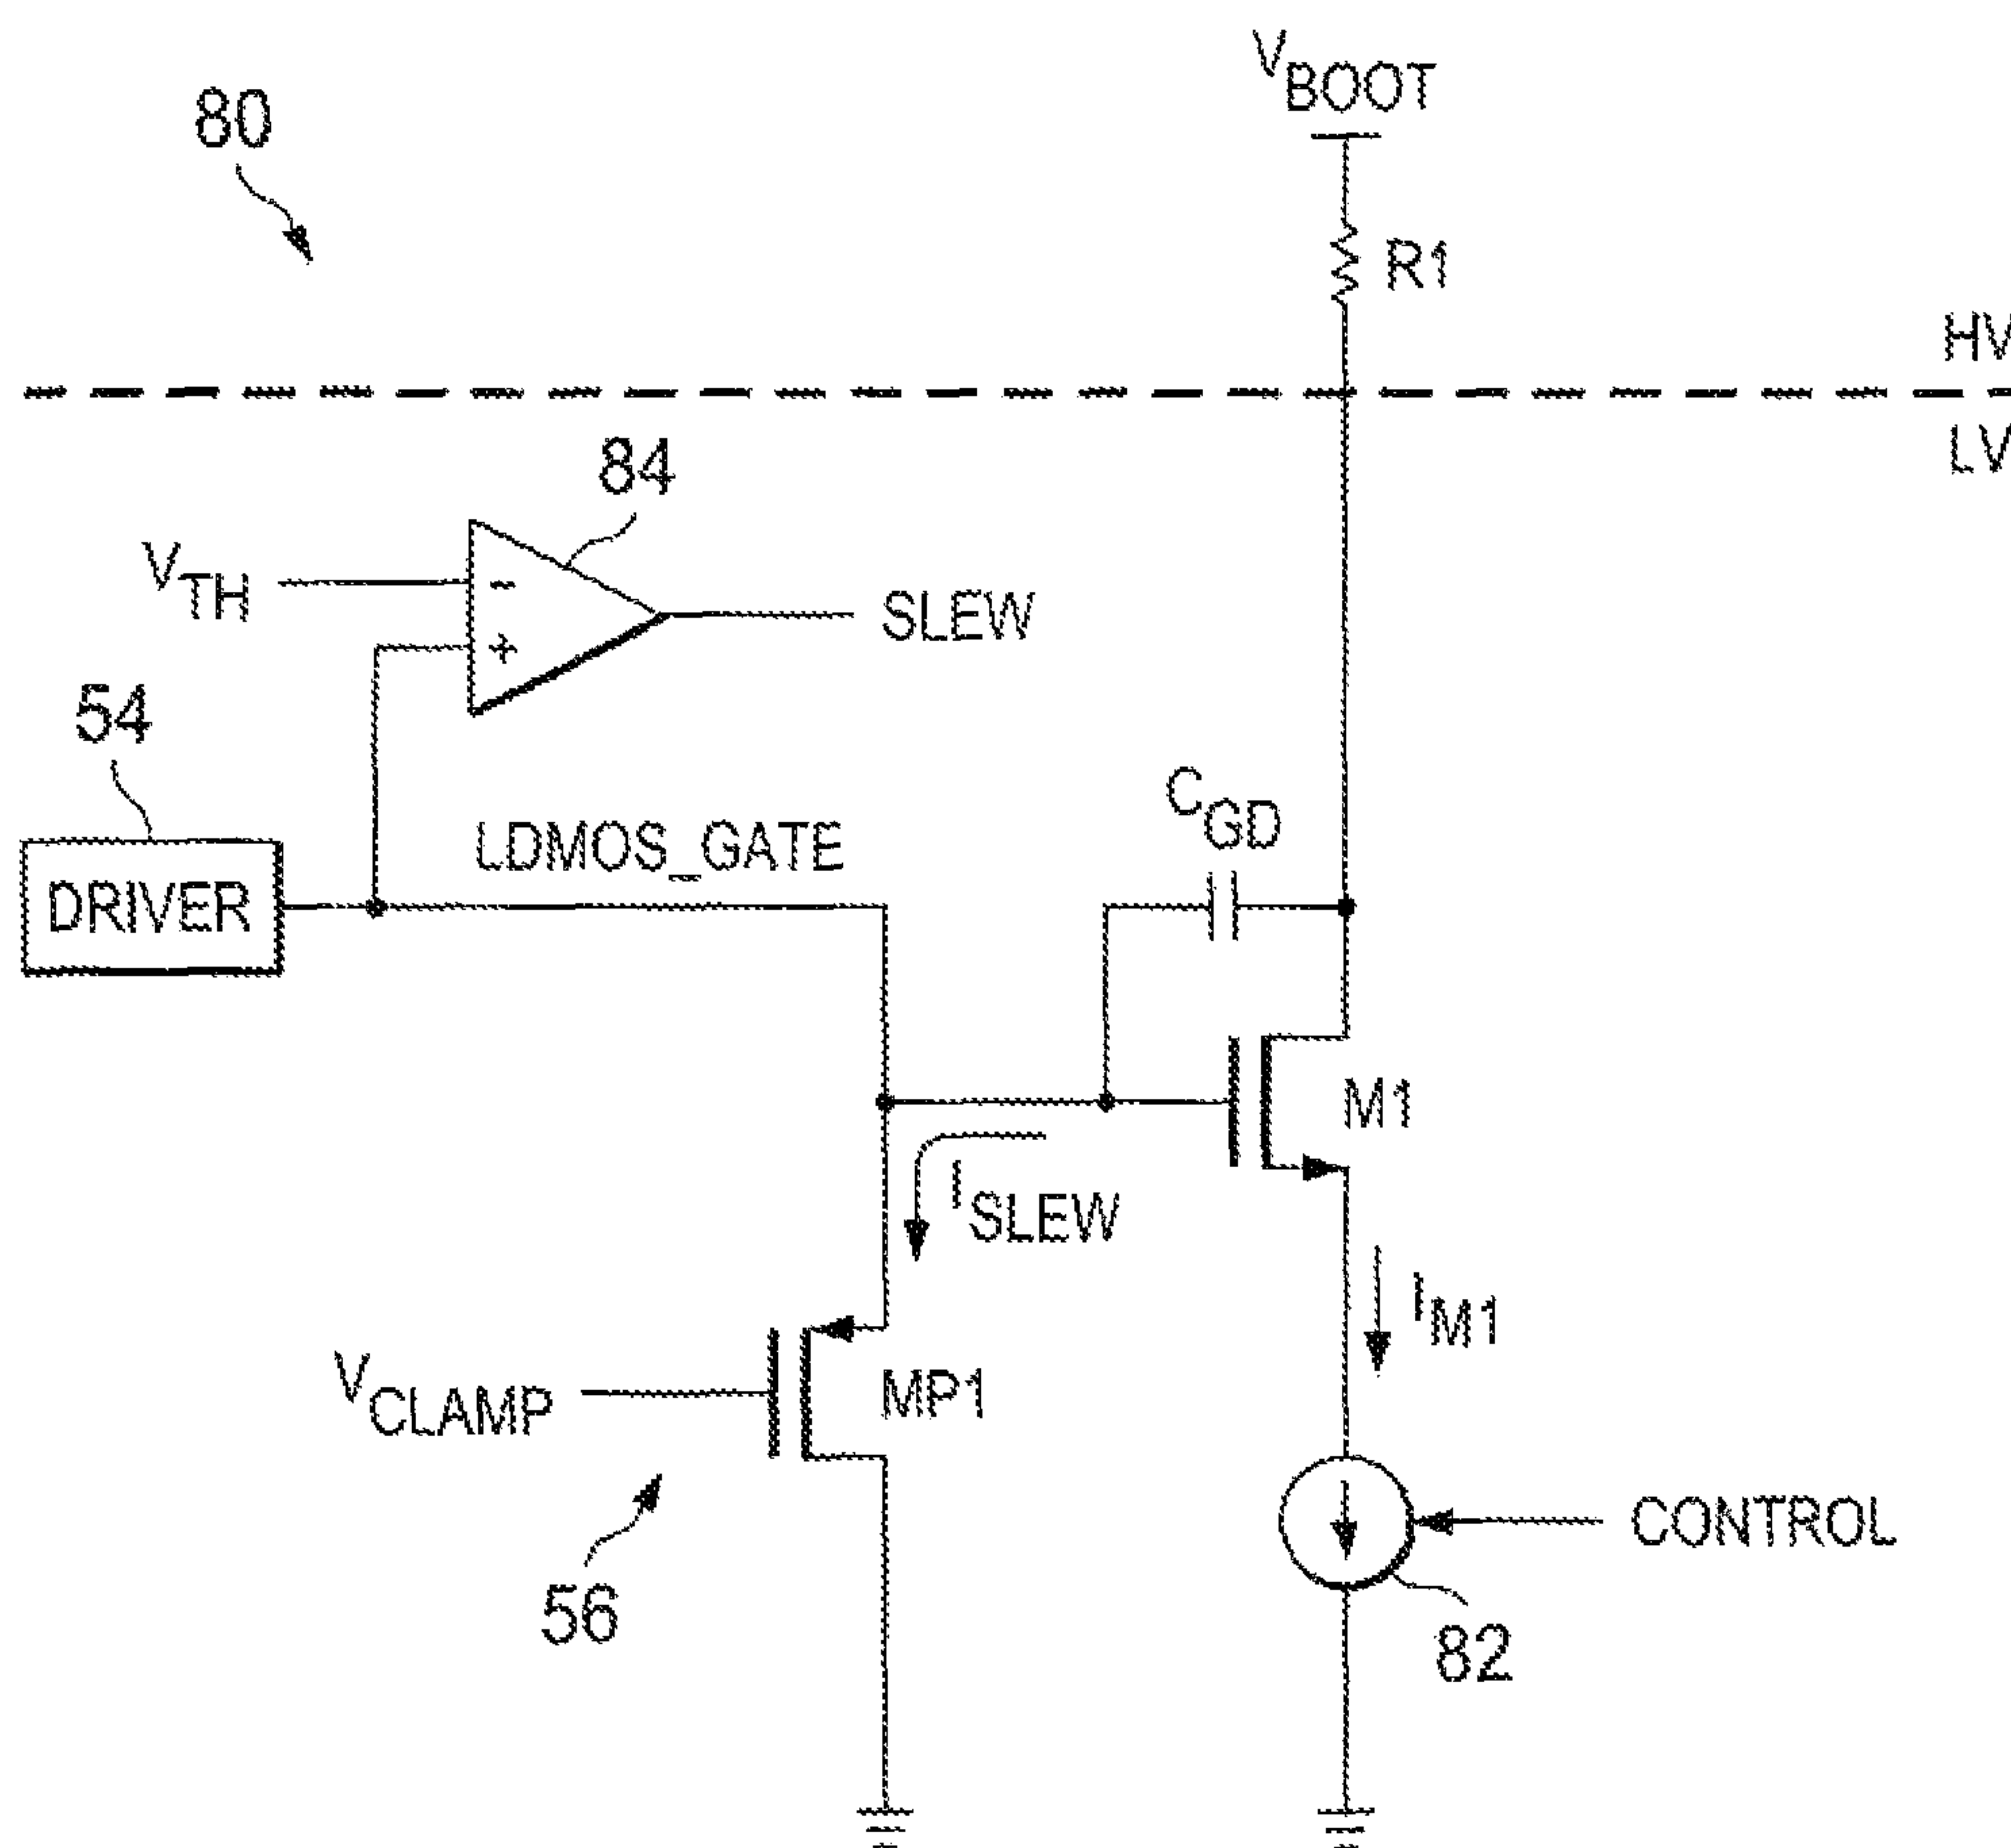 80
VBOOT
R1
HV
LV
84
VTH
-
+
SLEW
54
DRIVER
LDMOS_GATE
CGD
M1
ISLEW
IM1
VCLAMP
MP1
56
CONTROL
82